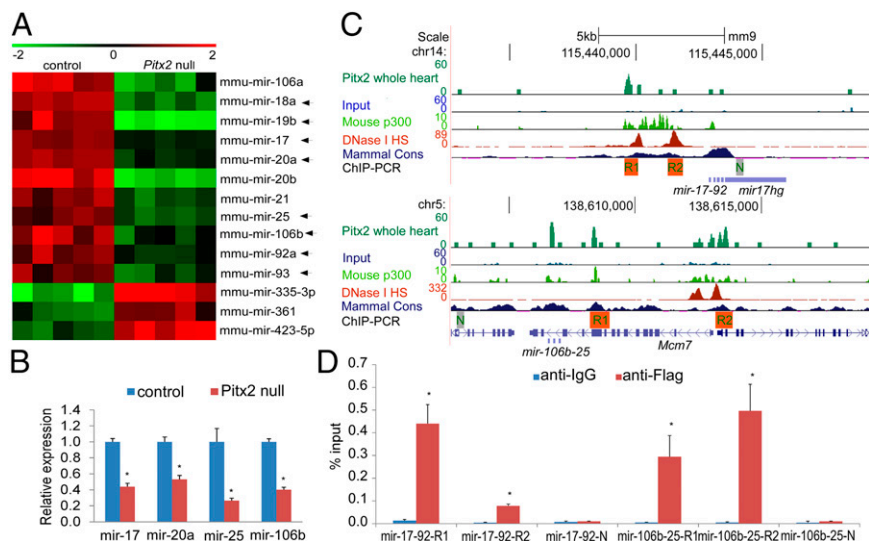 A
-2
0
2
control
Pitx2 null
mmu-mir-106a
mmu-mir-18a
mmu-mir-19b
mmu-mir-17
mmu-mir-20a
mmu-mir-20b
mmu-mir-21
mmu-mir-25
mmu-mir-106b
mmu-mir-92a
mmu-mir-93
mmu-mir-335-3p
mmu-mir-361
mmu-mir-423-5p
B
control
Pitx2 null
Relative expression
1.4
1.2
1.0
0.8
0.6
0.4
0.2
0.0
*
*
*
*
mir-17
mir-20a
mir-25
mir-106b
C
Scale
5kb
mm9
chr14:
115,440,000
115,445,000
60
Pitx2 whole heart
0
60
Input
0
10
Mouse p300
0
89
DNase I HS
0
Mammal Cons
ChIP-PCR
R1
R2
N
mir-17-92
mir17hg
chr5:
138,610,000
138,615,000
60
Pitx2 whole heart
0
60
Input
0
10
Mouse p300
0
332
DNase I HS
0
Mammal Cons
ChIP-PCR
N
R1
R2
mir-106b-25
Mcm7
D
anti-IgG
anti-Flag
% input
0.7
0.6
0.5
0.4
0.3
0.2
0.1
0.0
*
*
*
*
mir-17-92-R1
mir-17-92-R2
mir-17-92-N
mir-106b-25-R1
mir-106b-25-R2
mir-106b-25-N